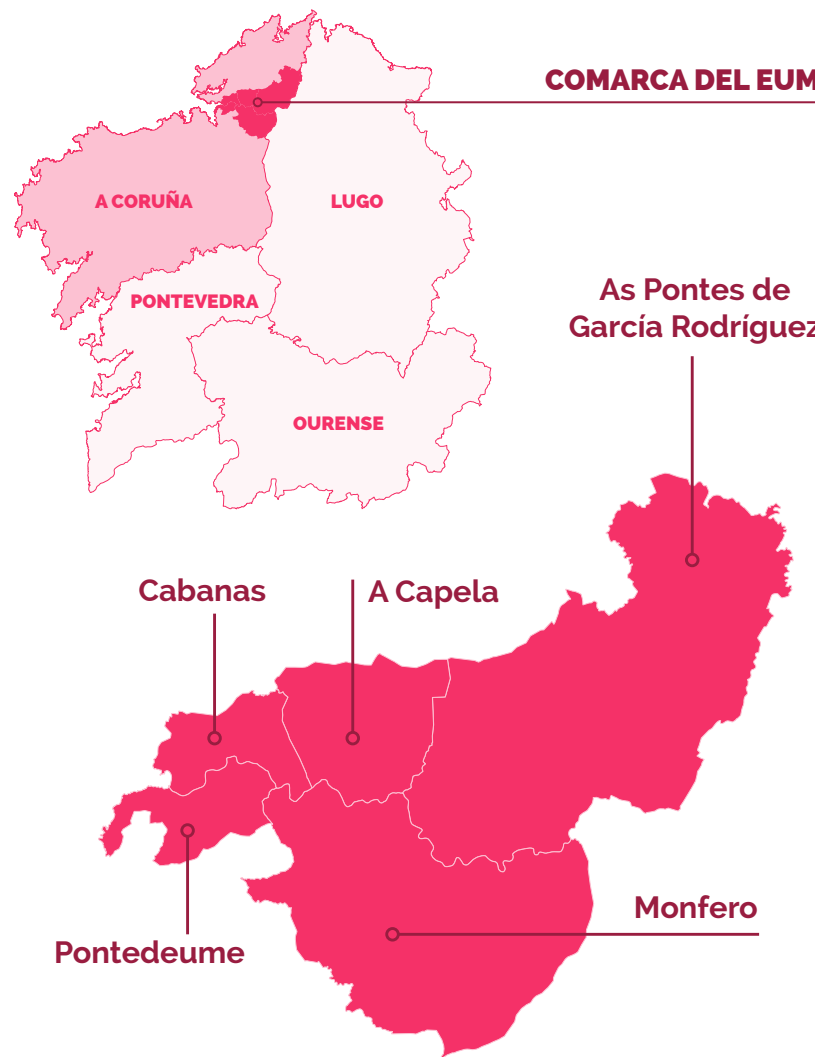 COMARCA DEL EUM
A CORUÑA
LUGO
PONTEVEDRA
OURENSE
As Pontes de
García Rodríguez
Cabanas
A Capela
Monfero
Pontedeume